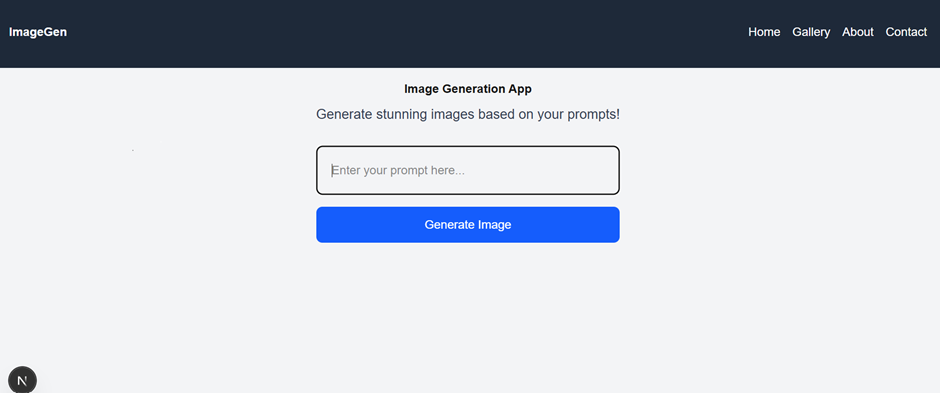 ImageGen
Home Gallery About Contact
Image Generation App
Generate stunning images based on your prompts!
Enter your prompt here...
Generate Image
N